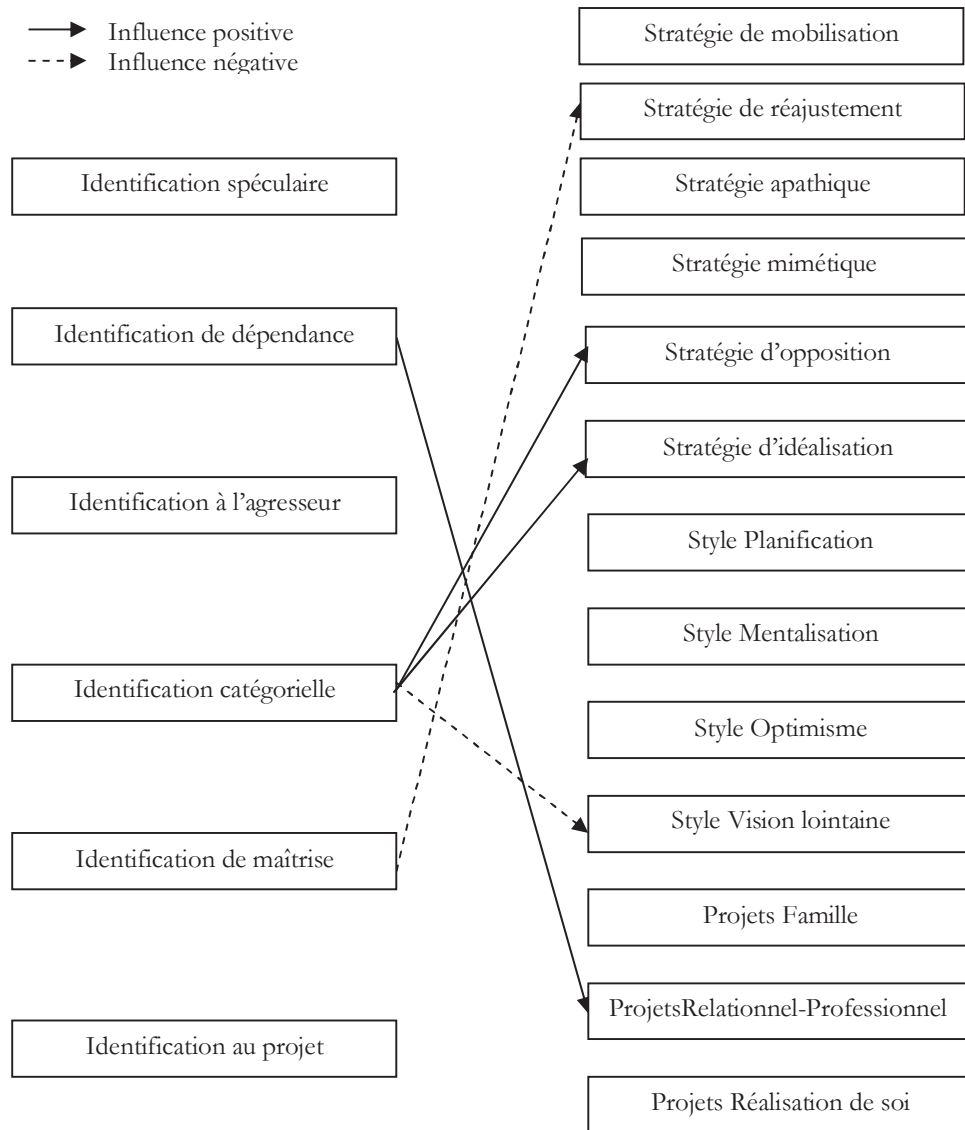 Influence positive
Influence négative
Identification spéculaire
Identification de dépendance
Identification à l’agresseur
Identification catégorielle
Identification de maîtrise
Identification au projet
Stratégie de mobilisation
Stratégie de réajustement
Stratégie apathique
Stratégie mimétique
Stratégie d’opposition
Stratégie d’idéalisation
Style Planification
Style Mentalisation
Style Optimisme
Style Vision lointaine
Projets Famille
ProjetsRelationnel-Professionnel
Projets Réalisation de soi